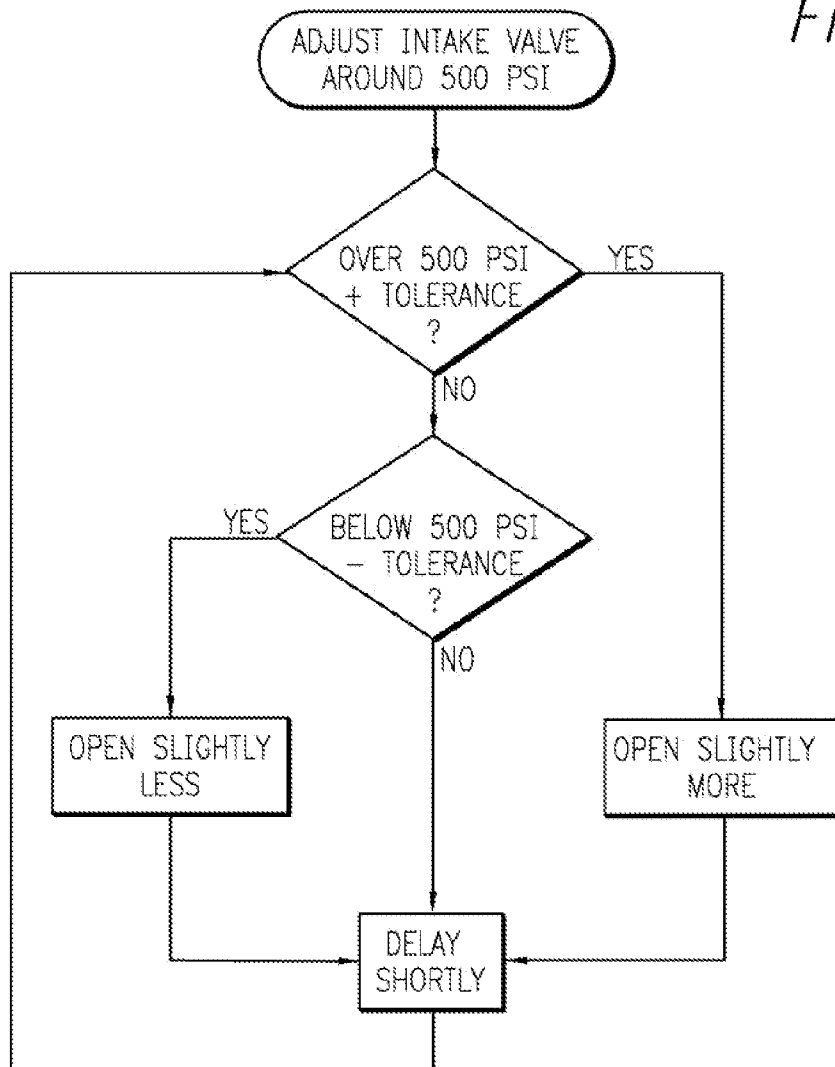 ADJUST INTAKE VALVE
AROUND 500 PSI
OVER 500 PSI
+ TOLERANCE
?
YES
NO
YES
BELOW 500 PSI
– TOLERANCE
?
NO
OPEN SLIGHTLY
LESS
OPEN SLIGHTLY
MORE
DELAY
SHORTLY